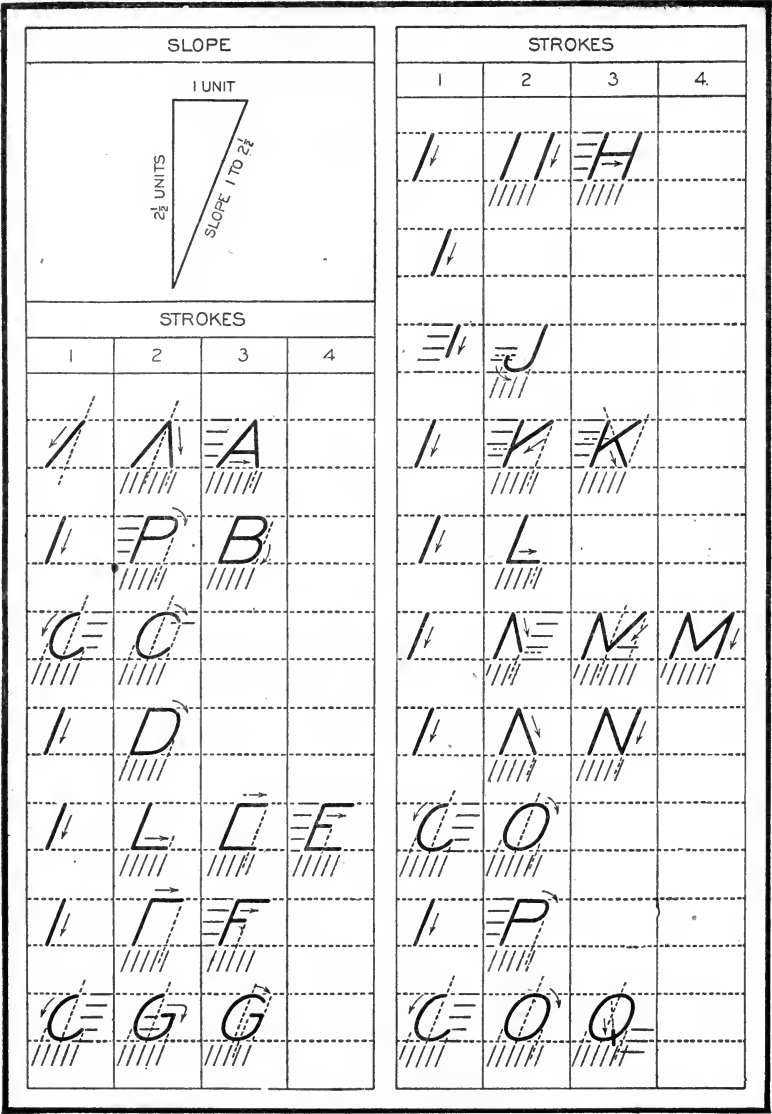 SLOPE
1 UNIT
2½ UNITS
SLOPE 1 TO 2½
STROKES
1 2 3 4
A
P B
C C
D
L E
F
C G G
STROKES
1 2 3 4.
H
I
J
K
L
N M
N
C O
P
C O Q